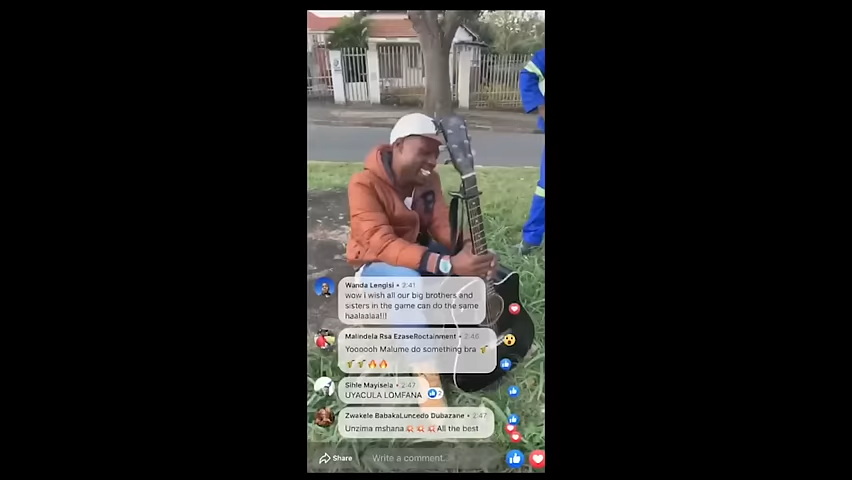 Wanda Lengisi • 2:41
wow i wish all our big brothers and
sisters in the game can do the same
haalaalaa!!!
Malindela Rsa EzaseRoctainment • 2:46
Yoooooh Malume do something bra
Sihle Mayisela • 2:47
UYACULA LOMFANA
2
Zwakele BabakaLuncedo Dubazane • 2:47
Unzima mshana💥💥💥All the best
Share
Write a comment...